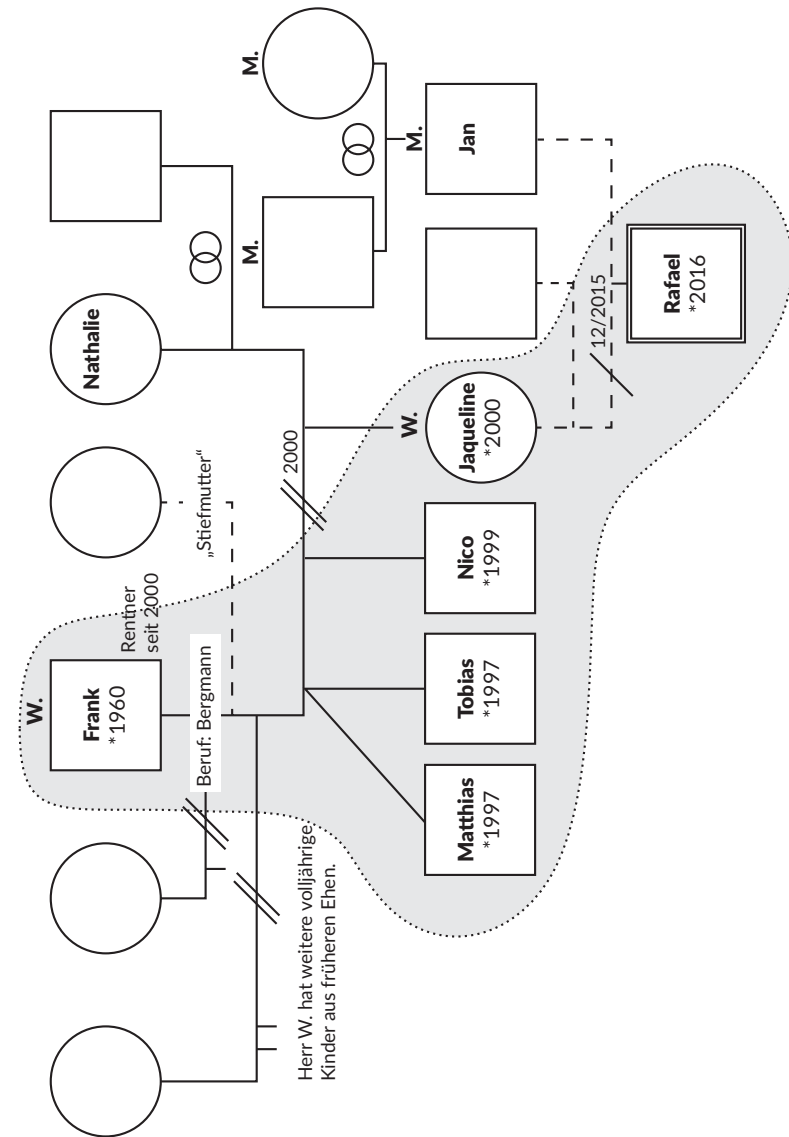 W.
Frank
*1960
Rentner
seit 2000
Beruf: Bergmann
„Stiefmutter“
Nathalie
2000
Herr W. hat weitere volljährige
Kinder aus früheren Ehen.
M.
M.
Matthias
*1997
Tobias
*1997
Nico
*1999
W.
Jaqueline
*2000
M.
Jan
12/2015
Rafael
*2016